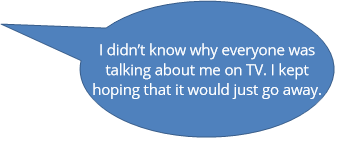 I didn’t know why everyone was
talking about me on TV. I kept
hoping that it would just go away.